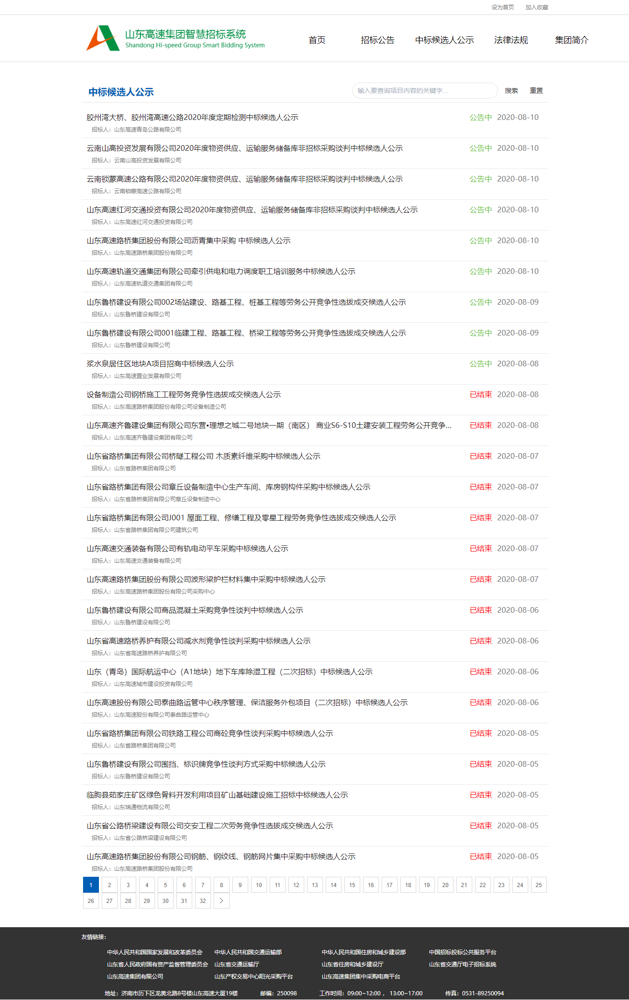 设为首页 加入收藏
山东高速集团智慧招标系统
Shandong Hi-speed Group Smart Bidding System
首页 招标公告 中标候选人公示 法律法规 集团简介
中标候选人公示 输入要查询项目内容的关键字... 搜索 重置
胶州湾大桥、胶州湾高速公路2020年度定期检测中标候选人公示 公告中 2020-08-10
招标人：山东高速青岛公路有限公司
云南山高投资发展有限公司2020年度物资供应、运输服务储备库非招标采购谈判中标候选人公示 公告中 2020-08-10
招标人：云南山高投资发展有限公司
云南锁蒙高速公路有限公司2020年度物资供应、运输服务储备库非招标采购谈判中标候选人公示 公告中 2020-08-10
招标人：云南锁蒙高速公路有限公司
山东高速红河交通投资有限公司2020年度物资供应、运输服务储备库非招标采购谈判中标候选人公示 公告中 2020-08-10
招标人：山东高速红河交通投资有限公司
山东高速路桥集团股份有限公司沥青集中采购 中标候选人公示 公告中 2020-08-10
招标人：山东高速路桥集团股份有限公司
山东高速轨道交通集团有限公司牵引供电和电力调度职工培训服务中标候选人公示 公告中 2020-08-10
招标人：山东高速轨道交通集团有限公司
山东鲁桥建设有限公司002场站建设、路基工程、桩基工程等劳务公开竞争性选拔成交候选人公示 公告中 2020-08-09
招标人：山东鲁桥建设有限公司
山东鲁桥建设有限公司001临建工程、路基工程、桥梁工程等劳务公开竞争性选拔成交候选人公示 公告中 2020-08-09
招标人：山东鲁桥建设有限公司
浆水泉居住区地块A项目招商中标候选人公示 公告中 2020-08-08
招标人：山东高速置业发展有限公司
设备制造公司钢桥施工工程劳务竞争性选拔成交候选人公示 已结束 2020-08-08
招标人：山东高速路桥集团股份有限公司设备制造公司
山东高速齐鲁建设集团有限公司东营•理想之城二号地块一期（南区） 商业S6-S10土建安装工程劳务公开竞争... 已结束 2020-08-08
招标人：山东高速齐鲁建设集团有限公司
山东省路桥集团有限公司桥隧工程公司 木质素纤维采购中标候选人公示 已结束 2020-08-07
招标人：山东省路桥集团有限公司
山东省路桥集团有限公司章丘设备制造中心生产车间、库房钢构件采购中标候选人公示 已结束 2020-08-07
招标人：山东省路桥集团有限公司章丘设备制造中心
山东省路桥集团有限公司J001 屋面工程、修缮工程及零星工程劳务竞争性选拔成交候选人公示 已结束 2020-08-07
招标人：山东省路桥集团有限公司建筑公司
山东高速交通装备有限公司有轨电动平车采购中标候选人公示 已结束 2020-08-07
招标人：山东高速交通装备有限公司
山东高速路桥集团股份有限公司波形梁护栏材料集中采购中标候选人公示 已结束 2020-08-07
招标人：山东高速路桥集团股份有限公司采购中心
山东鲁桥建设有限公司商品混凝土采购竞争性谈判中标候选人公示 已结束 2020-08-06
招标人：山东鲁桥建设有限公司
山东省高速路桥养护有限公司减水剂竞争性谈判采购中标候选人公示 已结束 2020-08-06
招标人：山东省高速路桥养护有限公司
山东（青岛）国际航运中心（A1地块）地下车库除湿工程（二次招标）中标候选人公示 已结束 2020-08-06
招标人：山东高速城市建设投资有限公司
山东高速股份有限公司泰曲路运管中心秩序管理、保洁服务外包项目（二次招标）中标候选人公示 已结束 2020-08-06
招标人：山东高速股份有限公司泰曲路运管中心
山东省路桥集团有限公司铁路工程公司商砼竞争性谈判采购中标候选人公示 已结束 2020-08-05
招标人：山东省路桥集团有限公司
山东鲁桥建设有限公司围挡、标识牌竞争性谈判方式采购中标候选人公示 已结束 2020-08-05
招标人：山东鲁桥建设有限公司
临朐县茹家庄矿区绿色骨料开发利用项目矿山基础建设施工招标中标候选人公示 已结束 2020-08-05
招标人：山东瑞通物流有限公司
山东省公路桥梁建设有限公司交安工程二次劳务竞争性选拔成交候选人公示 已结束 2020-08-05
招标人：山东省公路桥梁建设有限公司
山东高速路桥集团股份有限公司钢筋、钢绞线、钢筋网片集中采购中标候选人公示 已结束 2020-08-05
招标人：山东高速路桥集团股份有限公司
1 2 3 4 5 6 7 8 9 10 11 12 13 14 15 16 17 18 19 20 21 22 23 24 25
26 27 28 29 30 31 32 >
友情链接：
中华人民共和国国家发展和改革委员会 中华人民共和国交通运输部 中华人民共和国住房和城乡建设部 中国招标投标公共服务平台
山东省人民政府国有资产监督管理委员会 山东省交通运输厅 山东省住房和城乡建设厅 山东省交通厅电子招标系统
山东高速集团有限公司 山东产权交易中心阳光采购平台 山东高速集团集中采购电商平台
地址：济南市历下区龙奥北路8号楼山东高速大厦19楼 邮编：250098 工作时间：09:00~12:00 ， 13:00~17:00 传真：0531-89250094